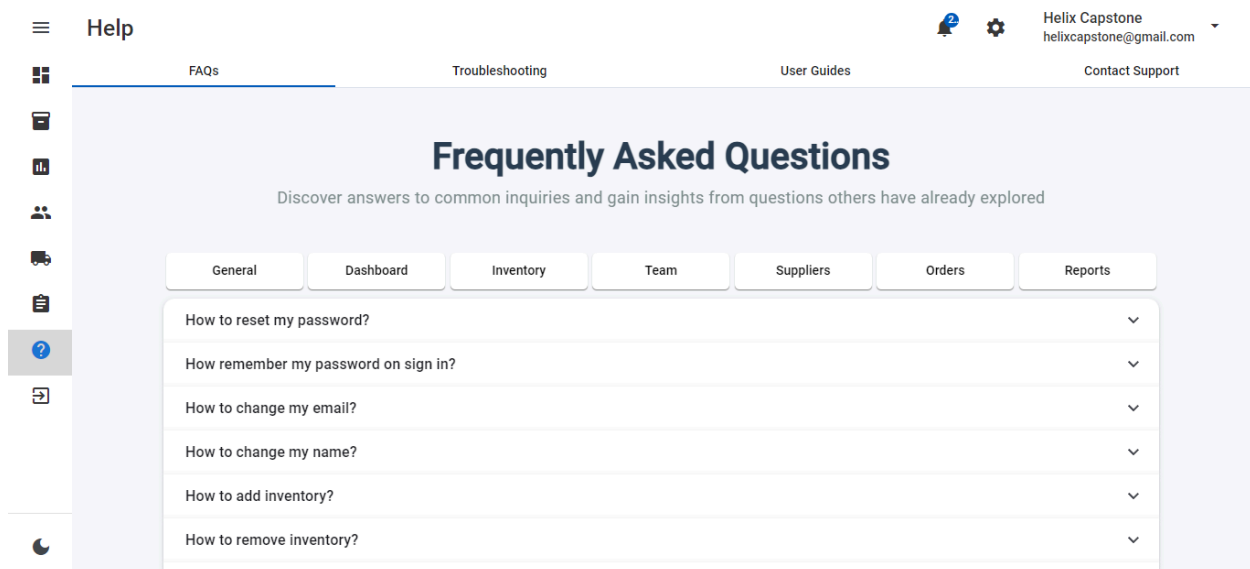 Help
2..
Helix Capstone
helixcapstone@gmail.com
FAQs
Troubleshooting
User Guides
Contact Support
Frequently Asked Questions
Discover answers to common inquiries and gain insights from questions others have already explored
General
Dashboard
Inventory
Team
Suppliers
Orders
Reports
How to reset my password?
How remember my password on sign in?
How to change my email?
How to change my name?
How to add inventory?
How to remove inventory?